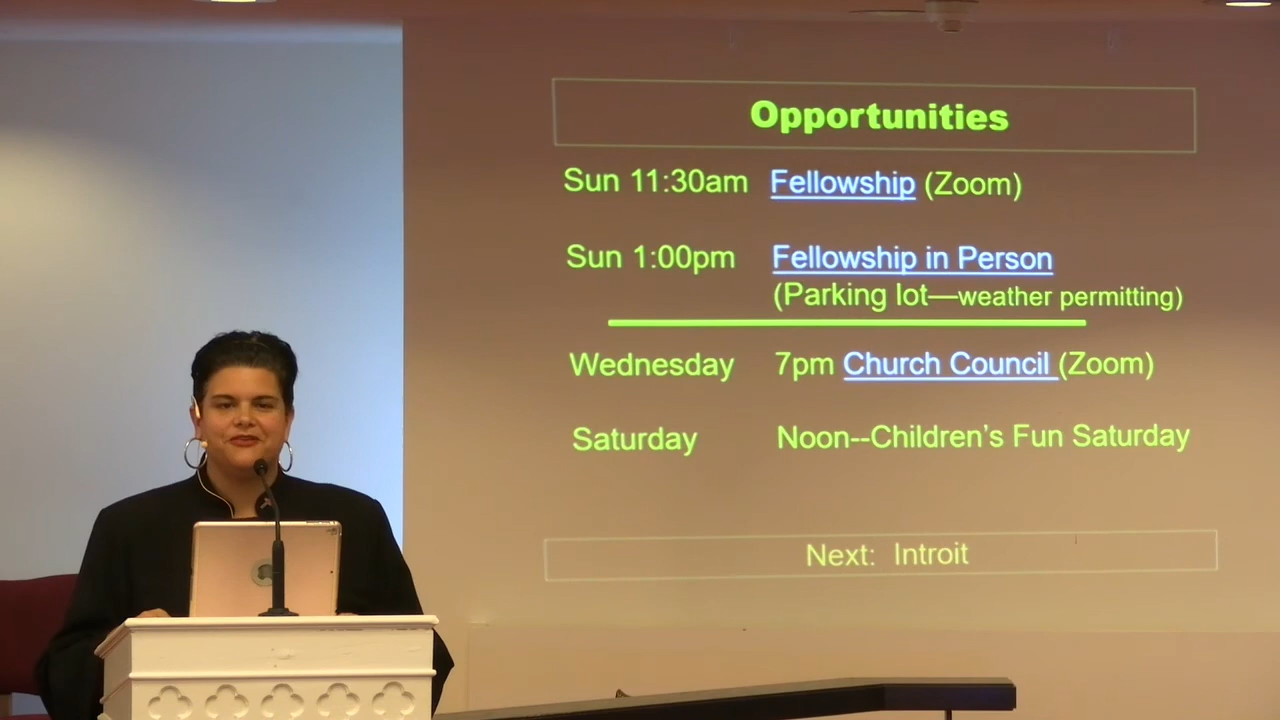 Opportunities
Sun 11:30am Fellowship (Zoom)
Sun 1:00pm Fellowship in Person
(Parking lot—weather permitting)
Wednesday 7pm Church Council (Zoom)
Saturday Noon--Children's Fun Saturday
Next: Introit